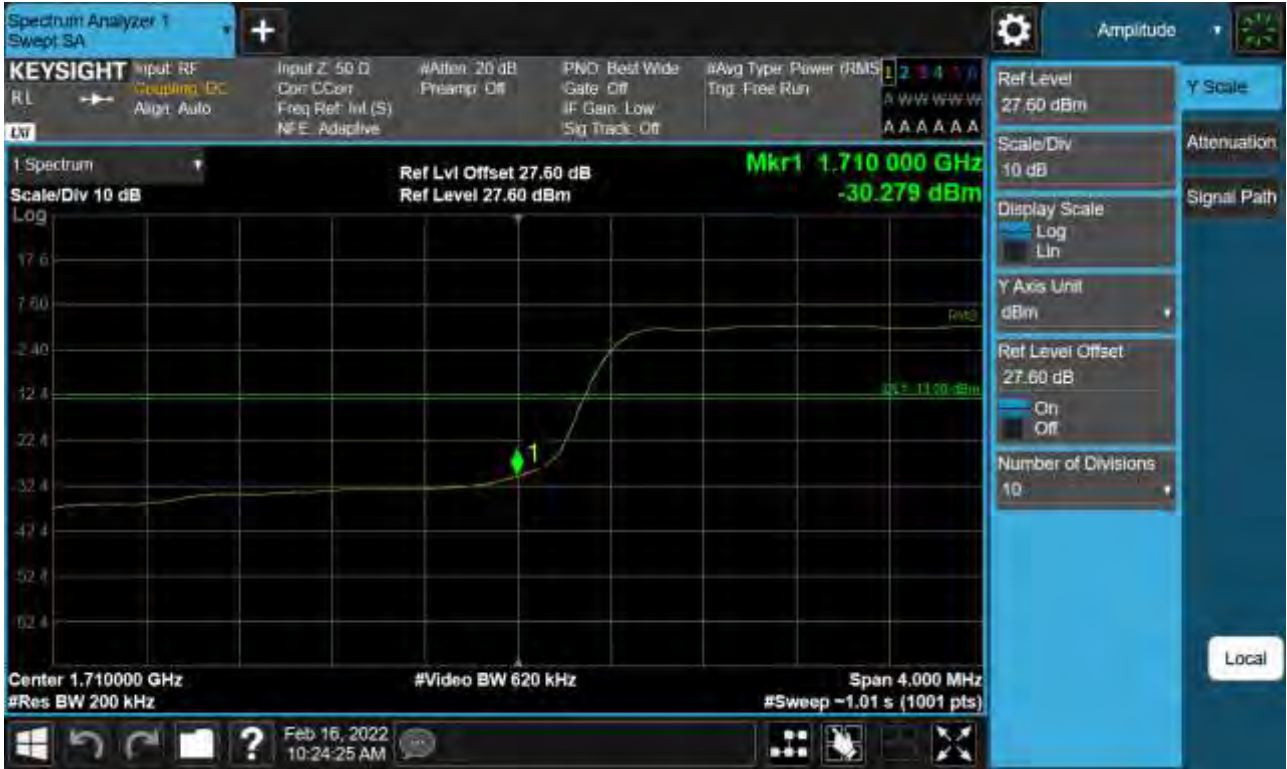 Spectrum Analyzer 1
Swept SA
+
Amplitude
KEYSIGHT
RL
LXI
Input: RF
Coupling: DC
Align: Auto
Input Z: 50 Ω
Corr CCorr
Freq Ref: Int (S)
NFE: Adaptive
#Atten: 20 dB
Preamp: Off
PNO: Best Wide
Gate: Off
IF Gain: Low
Sig Track: Off
#Avg Type: Power (RMS
Trig: Free Run
1 2 3 4 5 6
A W W W W W
A A A A A A
1 Spectrum
Scale/Div 10 dB
Log
Ref Lvl Offset 27.60 dB
Ref Level 27.60 dBm
Mkr1 1.710 000 GHz
-30.279 dBm
17.6
7.60
-2.40
-12.4
-22.4
-32.4
-42.4
-52.4
-62.4
DL1 -13.00 dBm
1
Center 1.710000 GHz
#Res BW 200 kHz
#Video BW 620 kHz
Span 4.000 MHz
#Sweep ~1.01 s (1001 pts)
Ref Level
27.60 dBm
Scale/Div
10 dB
Display Scale
Log
Lin
Y Axis Unit
dBm
Ref Level Offset
27.60 dB
On
Off
Number of Divisions
10
Y Scale
Attenuation
Signal Path
Local
?
Feb 16, 2022
10:24:25 AM